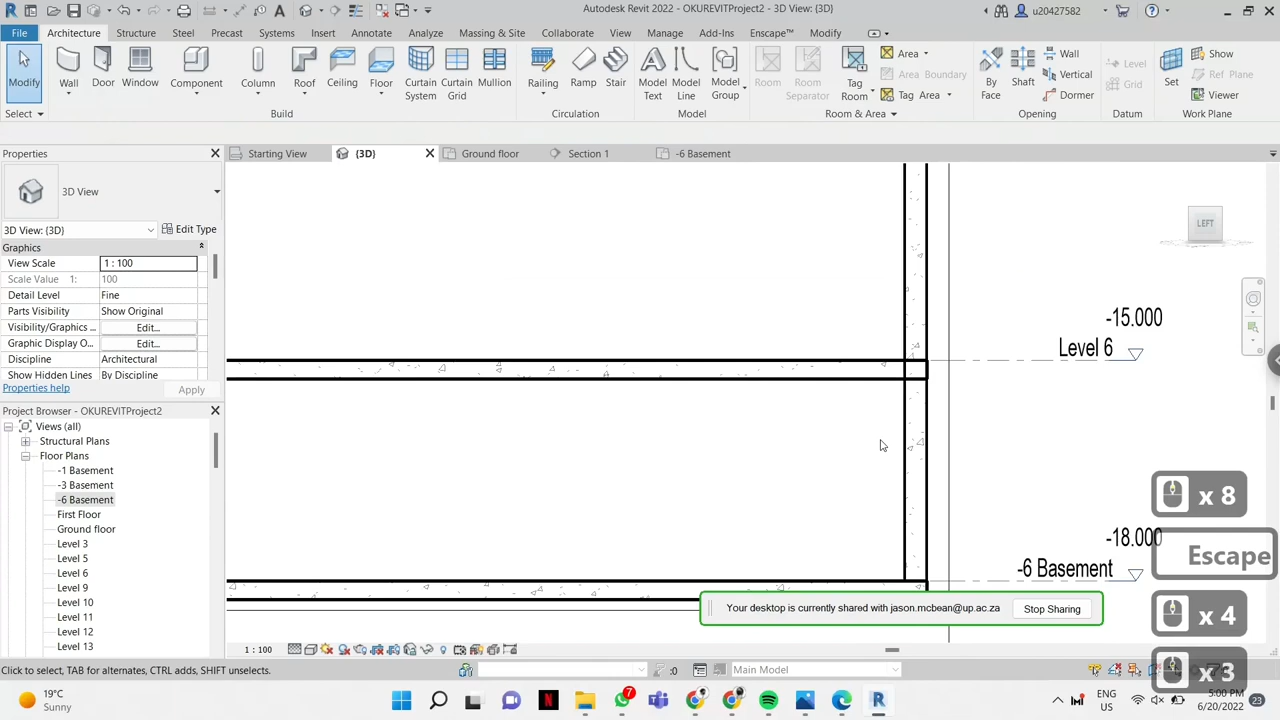 Autodesk Revit 2022 - OKUREVITProject2 - 3D View: {3D}
u20427582
File
Architecture
Structure
Steel
Precast
Systems
Insert
Annotate
Analyze
Massing & Site
Collaborate
View
Manage
Add-Ins
Enscape™
Modify
Modify
Wall
Door
Window
Component
Column
Roof
Ceiling
Floor
Curtain
System
Curtain
Grid
Mullion
Railing
Ramp
Stair
Model
Text
Model
Line
Model
Group
Room
Room
Separator
Tag
Room
Area
Area Boundary
Tag Area
By
Face
Shaft
Wall
Vertical
Dormer
Level
Grid
Set
Show
Ref Plane
Viewer
Select
Build
Circulation
Model
Room & Area
Opening
Datum
Work Plane
Properties
Starting View
{3D}
Ground floor
Section 1
-6 Basement
3D View
3D View: {3D}
Edit Type
Graphics
View Scale
1 : 100
Scale Value 1:
100
Detail Level
Fine
Parts Visibility
Show Original
Visibility/Graphics ...
Edit...
Graphic Display O...
Edit...
Discipline
Architectural
Show Hidden Lines
By Discipline
Properties help
Apply
Project Browser - OKUREVITProject2
Views (all)
Structural Plans
Floor Plans
-1 Basement
-3 Basement
-6 Basement
First Floor
Ground floor
Level 3
Level 5
Level 6
Level 9
Level 10
Level 11
Level 12
Level 13
LEFT
-15.000
Level 6
-18.000
-6 Basement
x 8
Escape
x 4
x 3
Your desktop is currently shared with jason.mcbean@up.ac.za
Stop Sharing
1 : 100
Click to select, TAB for alternates, CTRL adds, SHIFT unselects.
:0
Main Model
19°C
Sunny
7
ENG
US
5:00 PM
6/20/2022
23